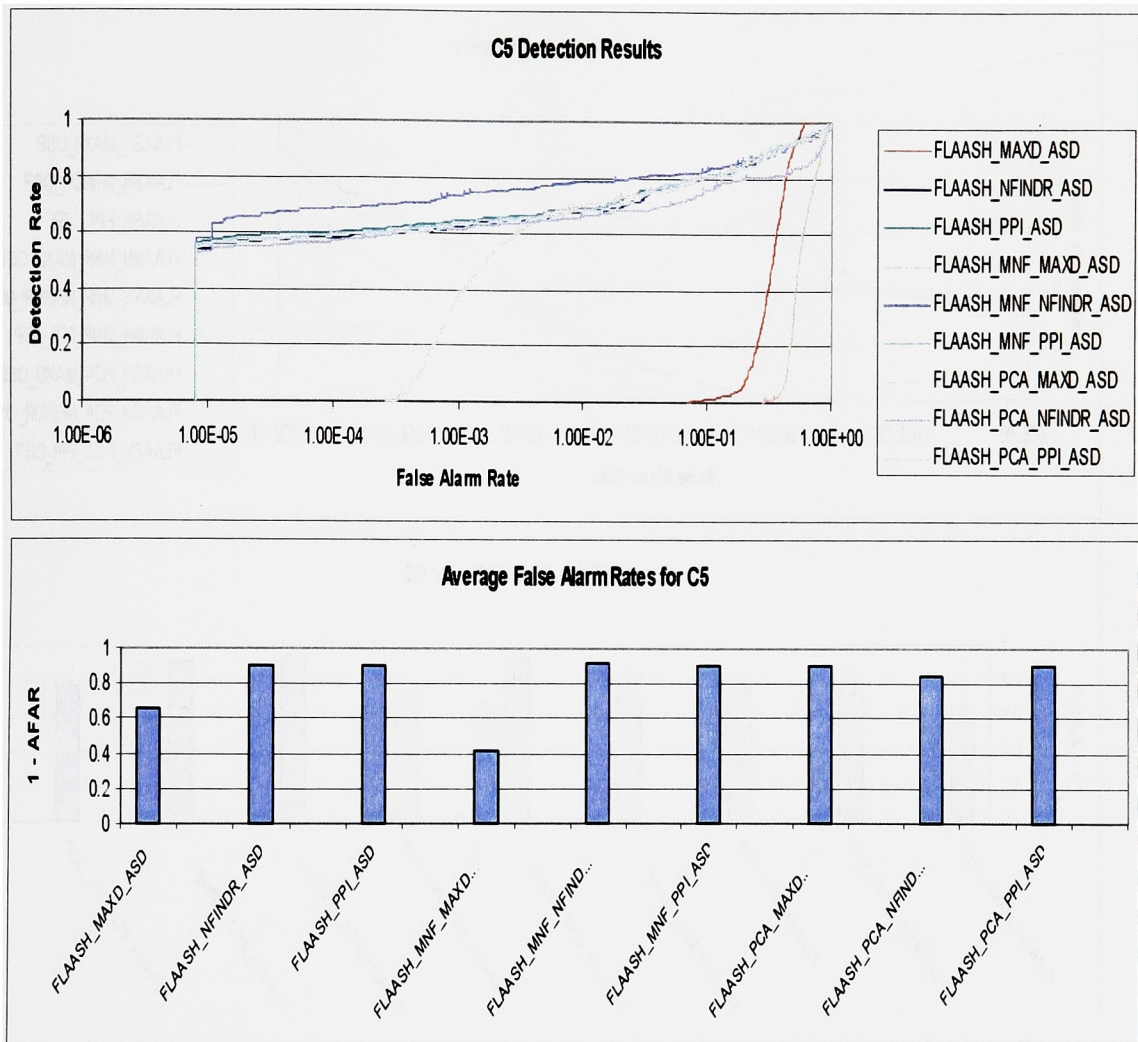 C5 Detection Results
1
0.8
0.6
0.4
0.2
0
Detection Rate
1.00E-06
1.00E-05
1.00E-04
1.00E-03
1.00E-02
1.00E-01
1.00E+00
False Alarm Rate
FLAASH_MAXD_ASD
FLAASH_NFINDR_ASD
FLAASH_PPI_ASD
FLAASH_MNF_MAXD_ASD
FLAASH_MNF_NFINDR_ASD
FLAASH_MNF_PPI_ASD
FLAASH_PCA_MAXD_ASD
FLAASH_PCA_NFINDR_ASD
FLAASH_PCA_PPI_ASD
Average False Alarm Rates for C5
1
0.8
0.6
0.4
0.2
0
1 - AFAR
FLAASH_MAXD_ASD
FLAASH_NFINDR_ASD
FLAASH_PPI_ASD
FLAASH_MNF_MAXD...
FLAASH_MNF_NFIND...
FLAASH_MNF_PPI_ASD
FLAASH_PCA_MAXD...
FLAASH_PCA_NFIND...
FLAASH_PCA_PPI_ASD